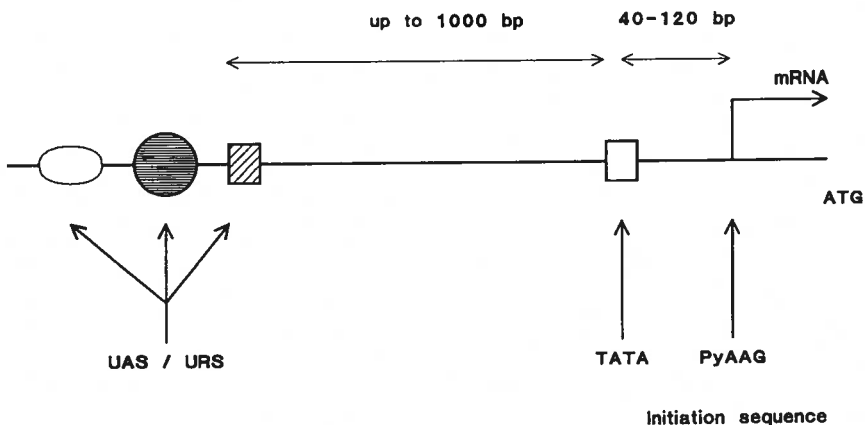 up to 1000 bp
40-120 bp
mRNA
ATG
UAS / URS
TATA
PyAAG
Initiation sequence